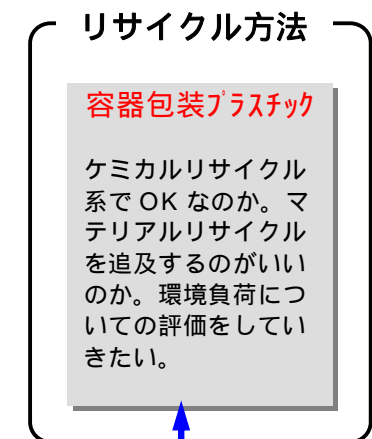 リサイクル方法
容器包装ﾌﾟﾗｽﾁｯｸ
ケミカルリサイクル
系でOKなのか。マ
テリアルリサイクル
を追及するのがいい
のか。環境負荷につ
いての評価をしてい
きたい。